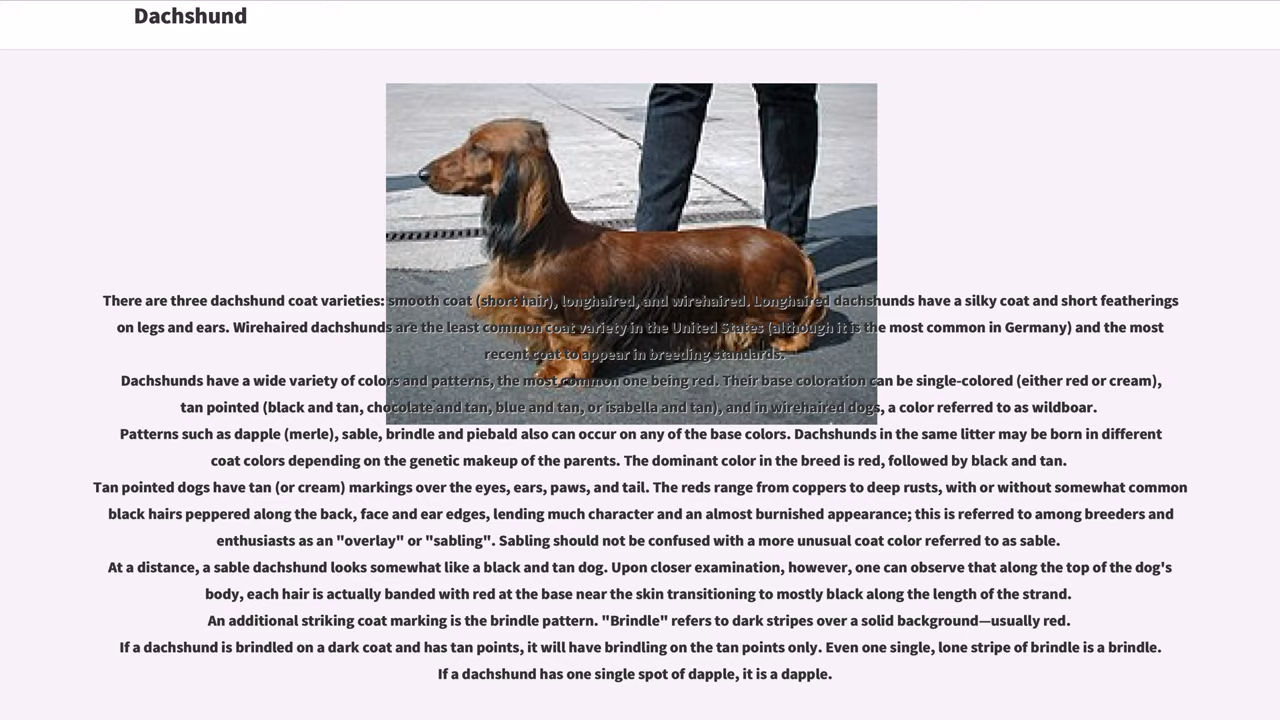 Dachshund
There are three dachshund coat varieties: smooth coat (short hair), longhaired, and wirehaired. Longhaired dachshunds have a silky coat and short featherings
on legs and ears. Wirehaired dachshunds are the least common coat variety in the United States (although it is the most common in Germany) and the most
recent coat to appear in breeding standards.
Dachshunds have a wide variety of colors and patterns, the most common one being red. Their base coloration can be single-colored (either red or cream),
tan pointed (black and tan, chocolate and tan, blue and tan, or isabella and tan), and in wirehaired dogs, a color referred to as wildboar.
Patterns such as dapple (merle), sable, brindle and piebald also can occur on any of the base colors. Dachshunds in the same litter may be born in different
coat colors depending on the genetic makeup of the parents. The dominant color in the breed is red, followed by black and tan.
Tan pointed dogs have tan (or cream) markings over the eyes, ears, paws, and tail. The reds range from coppers to deep rusts, with or without somewhat common
black hairs peppered along the back, face and ear edges, lending much character and an almost burnished appearance; this is referred to among breeders and
enthusiasts as an "overlay" or "sabling". Sabling should not be confused with a more unusual coat color referred to as sable.
At a distance, a sable dachshund looks somewhat like a black and tan dog. Upon closer examination, however, one can observe that along the top of the dog's
body, each hair is actually banded with red at the base near the skin transitioning to mostly black along the length of the strand.
An additional striking coat marking is the brindle pattern. "Brindle" refers to dark stripes over a solid background—usually red.
If a dachshund is brindled on a dark coat and has tan points, it will have brindling on the tan points only. Even one single, lone stripe of brindle is a brindle.
If a dachshund has one single spot of dapple, it is a dapple.